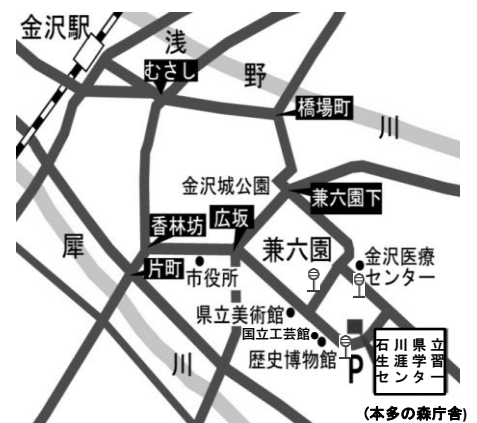 金沢駅
浅野川
むさし
橋場町
金沢城公園
兼六園下
香林坊
広坂
兼六園
金沢医療
センター
犀川
片町
市役所
県立美術館
国立工芸館
歴史博物館
P
石川県立
生涯学習
センター
(本多の森庁舎)